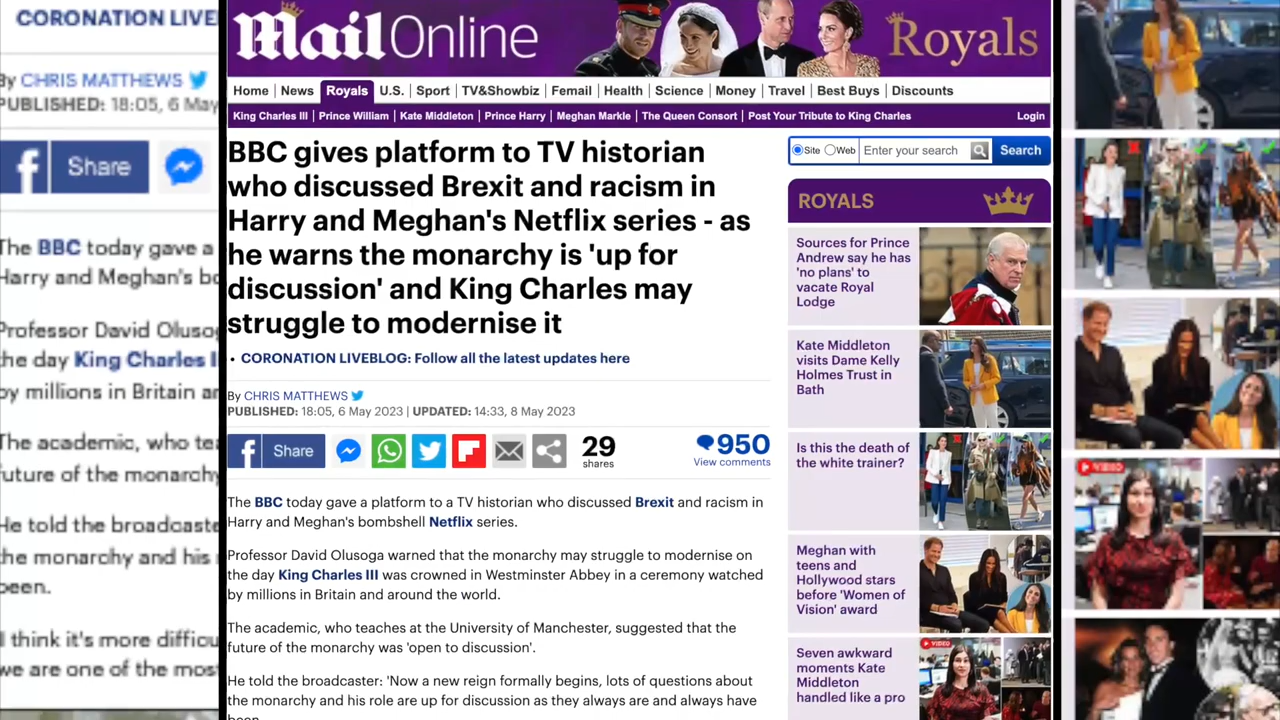 CORONATION LIVE
By CHRIS MATTHEWS
PUBLISHED: 18:05, 6 May
Share
The BBC today gave a
Harry and Meghan's bo
Professor David Olusog
the day King Charles I
by millions in Britain an
The academic, who tea
future of the monarchy
He told the broadcaste
the monarchy and his
been.
I think it's more difficu
we are one of the most
Mail Online
Royals
Home News Royals U.S. Sport TV&Showbiz Femail Health Science Money Travel Best Buys Discounts
King Charles III Prince William Kate Middleton Prince Harry Meghan Markle The Queen Consort Post Your Tribute to King Charles Login
BBC gives platform to TV historian
who discussed Brexit and racism in
Harry and Meghan's Netflix series - as
he warns the monarchy is 'up for
discussion' and King Charles may
struggle to modernise it
• CORONATION LIVEBLOG: Follow all the latest updates here
By CHRIS MATTHEWS
PUBLISHED: 18:05, 6 May 2023 | UPDATED: 14:33, 8 May 2023
Share
29
shares
950
View comments
The BBC today gave a platform to a TV historian who discussed Brexit and racism in
Harry and Meghan's bombshell Netflix series.
Professor David Olusoga warned that the monarchy may struggle to modernise on
the day King Charles III was crowned in Westminster Abbey in a ceremony watched
by millions in Britain and around the world.
The academic, who teaches at the University of Manchester, suggested that the
future of the monarchy was 'open to discussion'.
He told the broadcaster: 'Now a new reign formally begins, lots of questions about
the monarchy and his role are up for discussion as they always are and always have
been.
Site Web Enter your search Search
ROYALS
Sources for Prince
Andrew say he has
'no plans' to
vacate Royal
Lodge
Kate Middleton
visits Dame Kelly
Holmes Trust in
Bath
Is this the death of
the white trainer?
Meghan with
teens and
Hollywood stars
before 'Women of
Vision' award
Seven awkward
moments Kate
Middleton
handled like a pro
VIDEO
VIDEO